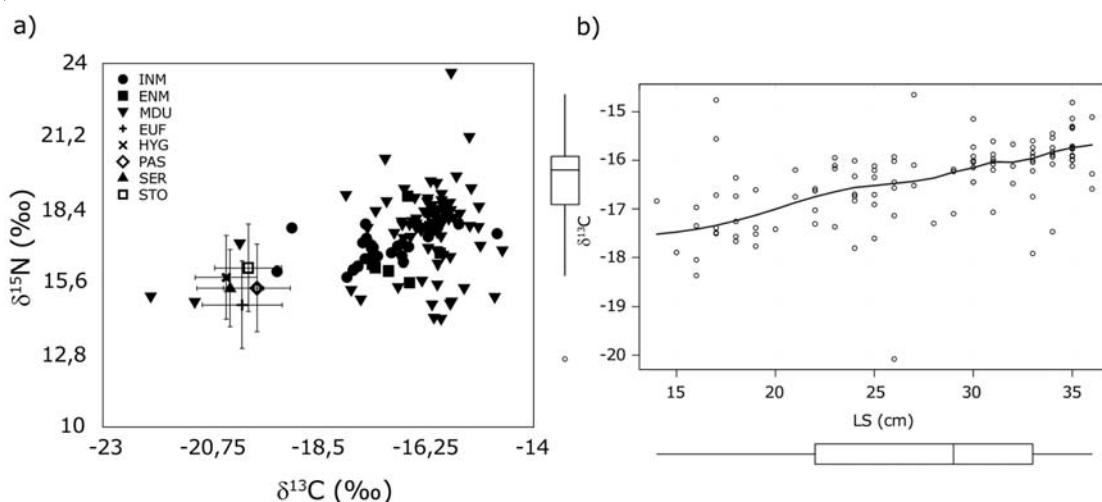 a)
24
21,2
18,4
15,6
12,8
10
δ15N (‰)
INM
ENM
MDU
EUF
HYG
PAS
SER
STO
-23
-20,75
-18,5
-16,25
-14
δ13C (‰)
b)
-15
-16
-17
-18
-19
-20
δ13C
15
20
25
30
35
LS (cm)